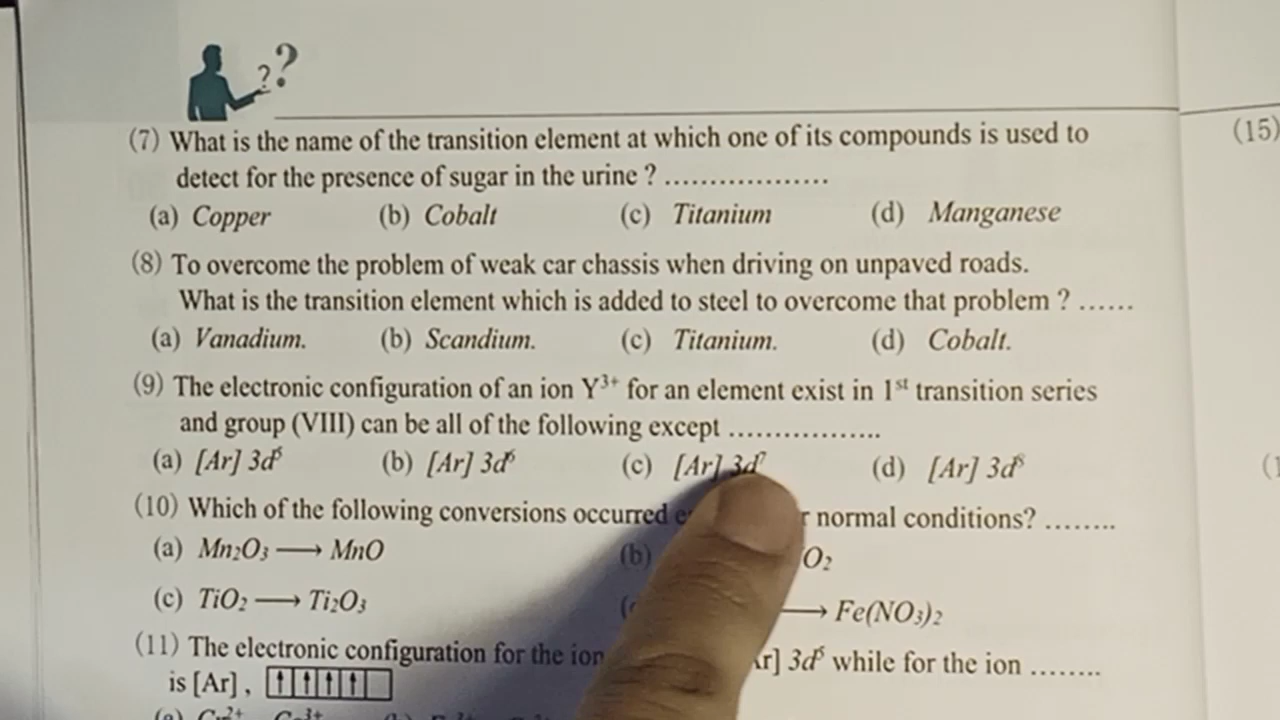 ??
(7) What is the name of the transition element at which one of its compounds is used to
detect for the presence of sugar in the urine ? ..................
(a) Copper (b) Cobalt (c) Titanium (d) Manganese
(8) To overcome the problem of weak car chassis when driving on unpaved roads.
What is the transition element which is added to steel to overcome that problem ? ......
(a) Vanadium. (b) Scandium. (c) Titanium. (d) Cobalt.
(9) The electronic configuration of an ion Y³⁺ for an element exist in 1ˢᵗ transition series
and group (VIII) can be all of the following except ..................
(a) [Ar] 3d⁵ (b) [Ar] 3d⁶ (c) [Ar] 3d⁷ (d) [Ar] 3d⁸
(10) Which of the following conversions occurred normal conditions? ........
(a) Mn₂O₃ → MnO (b) O₂
(c) TiO₂ → Ti₂O₃ → Fe(NO₃)₂
(11) The electronic configuration for the ion 3d⁵ while for the ion ........
is [Ar] , ↑ ↑ ↑ ↑
(15)